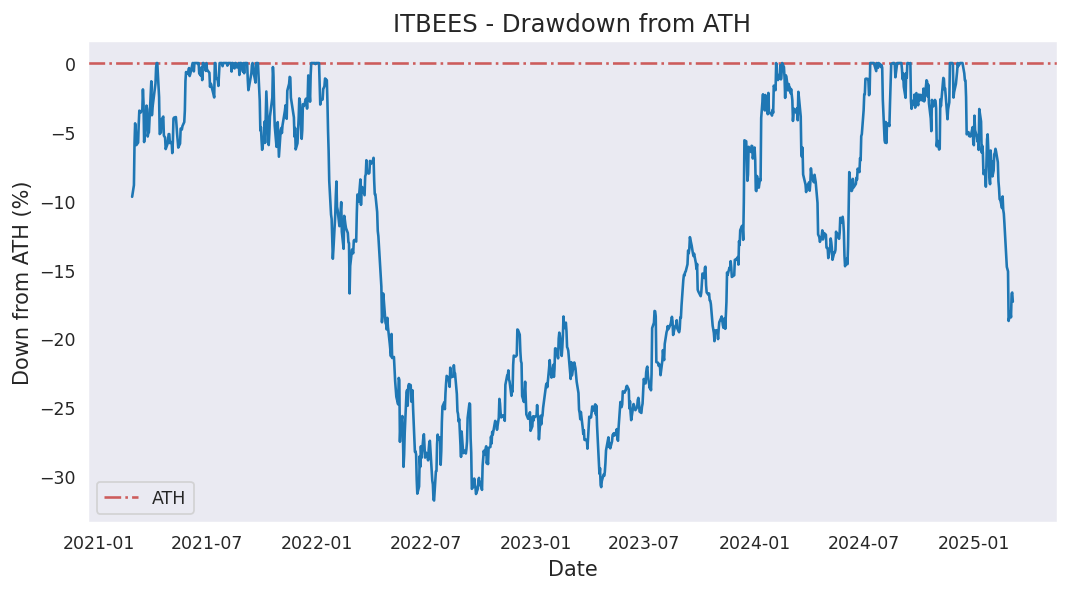 ITBEES - Drawdown from ATH
Down from ATH (%)
0
−5
−10
−15
−20
−25
−30
ATH
2021-01 2021-07 2022-01 2022-07 2023-01 2023-07 2024-01 2024-07 2025-01
Date